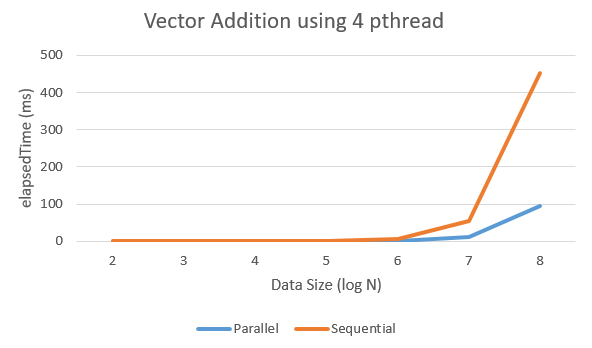 Vector Addition using 4 pthread
500
400
300
200
100
0
elapsedTime (ms)
2 3 4 5 6 7 8
Data Size (log N)
Parallel Sequential